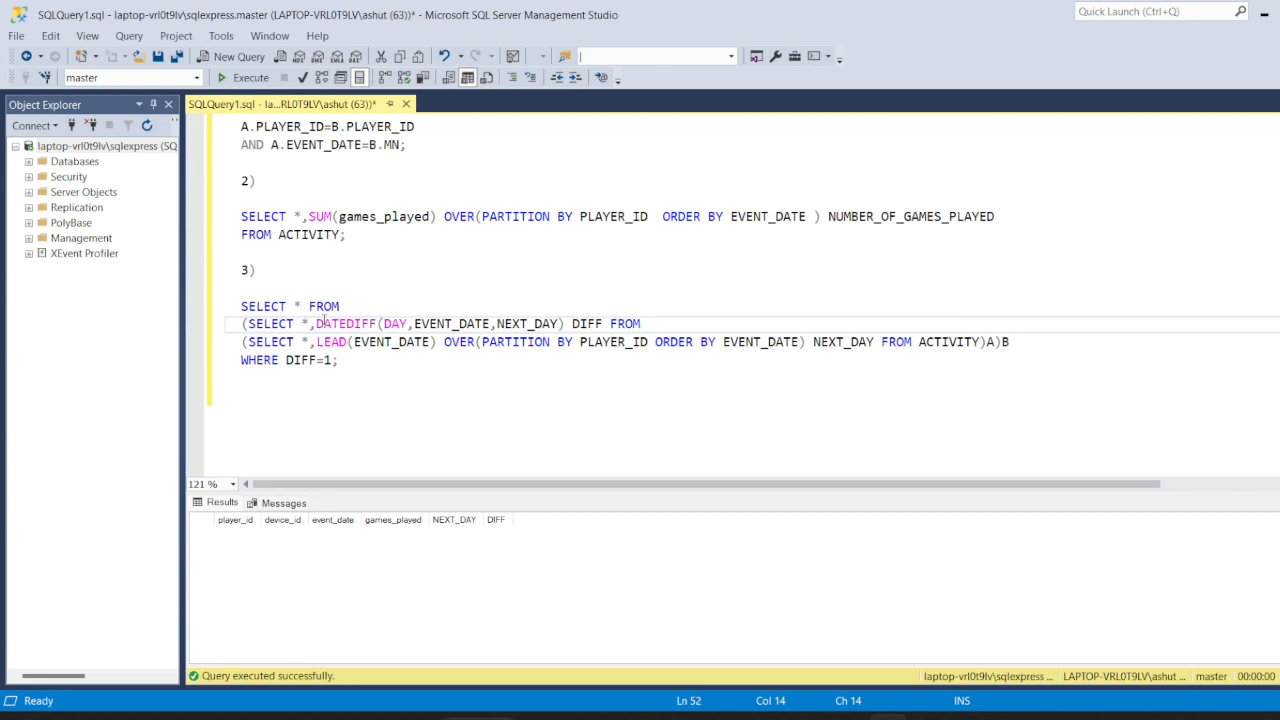 SQLQuery1.sql - laptop-vrl0t9lv\sqlexpress.master (LAPTOP-VRL0T9LV\ashut (63))* - Microsoft SQL Server Management Studio
Quick Launch (Ctrl+Q)
File Edit View Query Project Tools Window Help
New Query
master
Execute
Object Explorer
SQLQuery1.sql - la...RL0T9LV\ashut (63))*
Connect
laptop-vrl0t9lv\sqlexpress (SQ
Databases
Security
Server Objects
Replication
PolyBase
Management
XEvent Profiler
A.PLAYER_ID=B.PLAYER_ID
AND A.EVENT_DATE=B.MN;
2)
SELECT *,SUM(games_played) OVER(PARTITION BY PLAYER_ID  ORDER BY EVENT_DATE ) NUMBER_OF_GAMES_PLAYED
FROM ACTIVITY;
3)
SELECT * FROM
(SELECT *,DATEDIFF(DAY,EVENT_DATE,NEXT_DAY) DIFF FROM
(SELECT *,LEAD(EVENT_DATE) OVER(PARTITION BY PLAYER_ID ORDER BY EVENT_DATE) NEXT_DAY FROM ACTIVITY)A)B
WHERE DIFF=1;
121 %
Results Messages
player_id device_id event_date games_played NEXT_DAY DIFF
Query executed successfully.
laptop-vrl0t9lv\sqlexpress ... LAPTOP-VRL0T9LV\ashut ... master 00:00:00
Ready
Ln 52 Col 14 Ch 14 INS